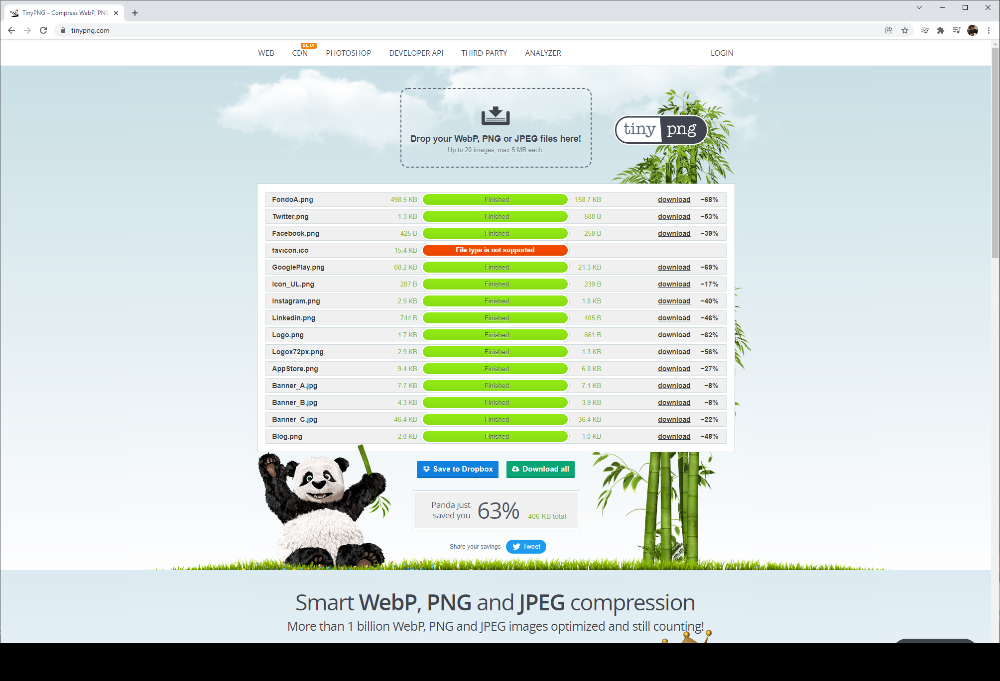 TinyPNG – Compress WebP, PNG
tinypng.com
WEB CDN BETA PHOTOSHOP DEVELOPER API THIRD-PARTY ANALYZER LOGIN
Drop your WebP, PNG or JPEG files here!
Up to 20 images, max 5 MB each.
tiny png
FondoA.png 498.5 KB Finished 158.7 KB download −68%
Twitter.png 1.3 KB Finished 588 B download −53%
Facebook.png 425 B Finished 258 B download −39%
favicon.ico 15.4 KB File type is not supported
GooglePlay.png 68.2 KB Finished 21.3 KB download −69%
Icon_UL.png 287 B Finished 239 B download −17%
Instagram.png 2.9 KB Finished 1.8 KB download −40%
Linkedin.png 744 B Finished 405 B download −46%
Logo.png 1.7 KB Finished 661 B download −62%
Logox72px.png 2.9 KB Finished 1.3 KB download −56%
AppStore.png 9.4 KB Finished 6.8 KB download −27%
Banner_A.jpg 7.7 KB Finished 7.1 KB download −8%
Banner_B.jpg 4.3 KB Finished 3.9 KB download −8%
Banner_C.jpg 46.4 KB Finished 36.4 KB download −22%
Blog.png 2.0 KB Finished 1.0 KB download −48%
Save to Dropbox Download all
Panda just
saved you 63% 406 KB total
Share your savings Tweet
Smart WebP, PNG and JPEG compression
More than 1 billion WebP, PNG and JPEG images optimized and still counting!